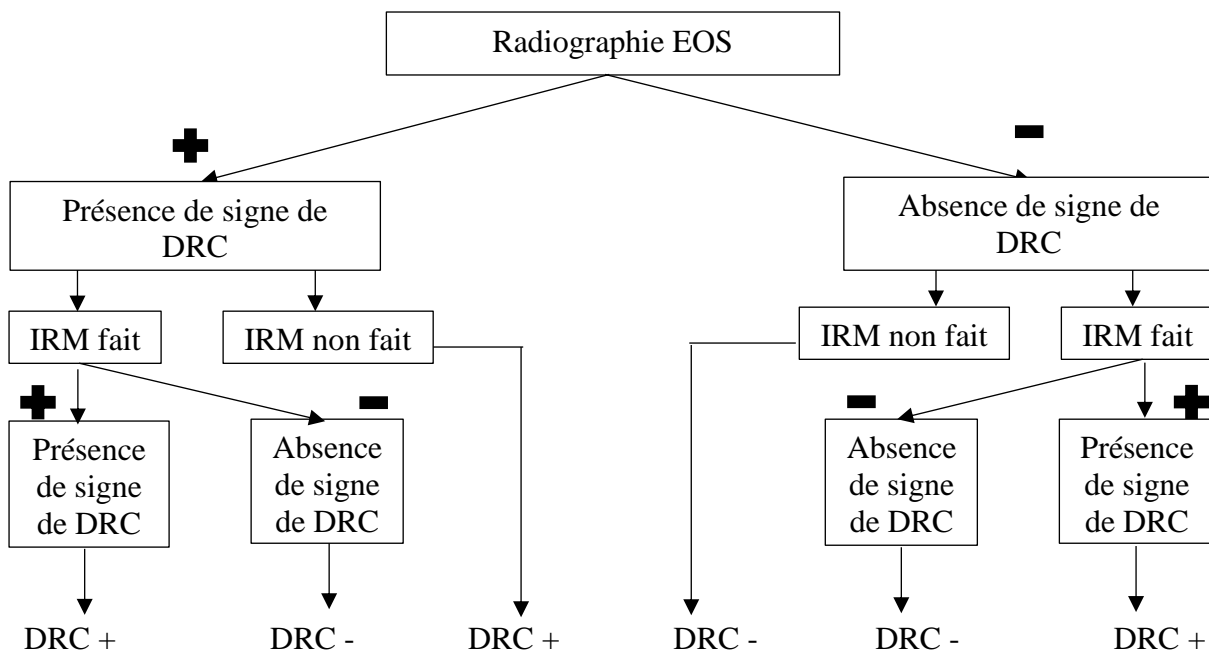 Radiographie EOS
Présence de signe de
DRC
Absence de signe de
DRC
IRM fait
IRM non fait
IRM non fait
IRM fait
Présence
de signe
de DRC
Absence
de signe
de DRC
Absence
de signe
de DRC
Présence
de signe
de DRC
DRC +
DRC -
DRC +
DRC -
DRC -
DRC +